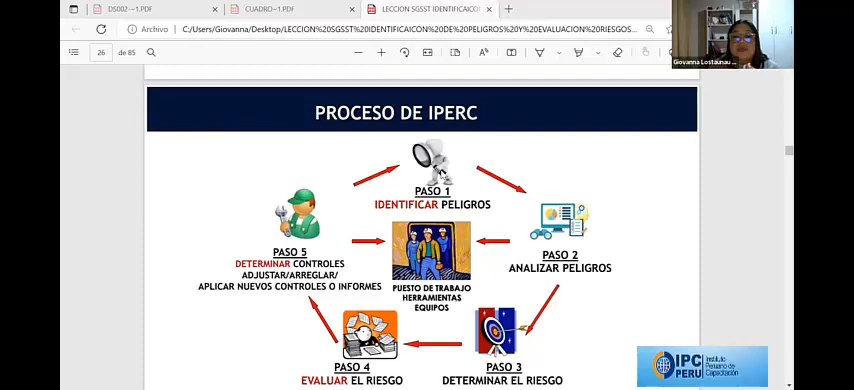 DS002---1.PDF
CUADRO~1.PDF
LECCION SGSST IDENTIFICAICON
Archivo
C:/Users/Giovanna/Desktop/LECCION%20SGSST%20IDENTIFICAICON%20DE%20PELIGROS%20Y%20EVALUACION%20RIESGOS...
26
de 85
Giovanna Lostaunau ...
PROCESO DE IPERC
PASO 1
IDENTIFICAR PELIGROS
PASO 2
ANALIZAR PELIGROS
PASO 5
DETERMINAR CONTROLES
ADJUSTAR/ARREGLAR/
APLICAR NUEVOS CONTROLES O INFORMES
PUESTO DE TRABAJO
HERRAMIENTAS
EQUIPOS
PASO 4
EVALUAR EL RIESGO
PASO 3
DETERMINAR EL RIESGO
IPC
PERÚ
Instituto
Peruano de
Capacitación